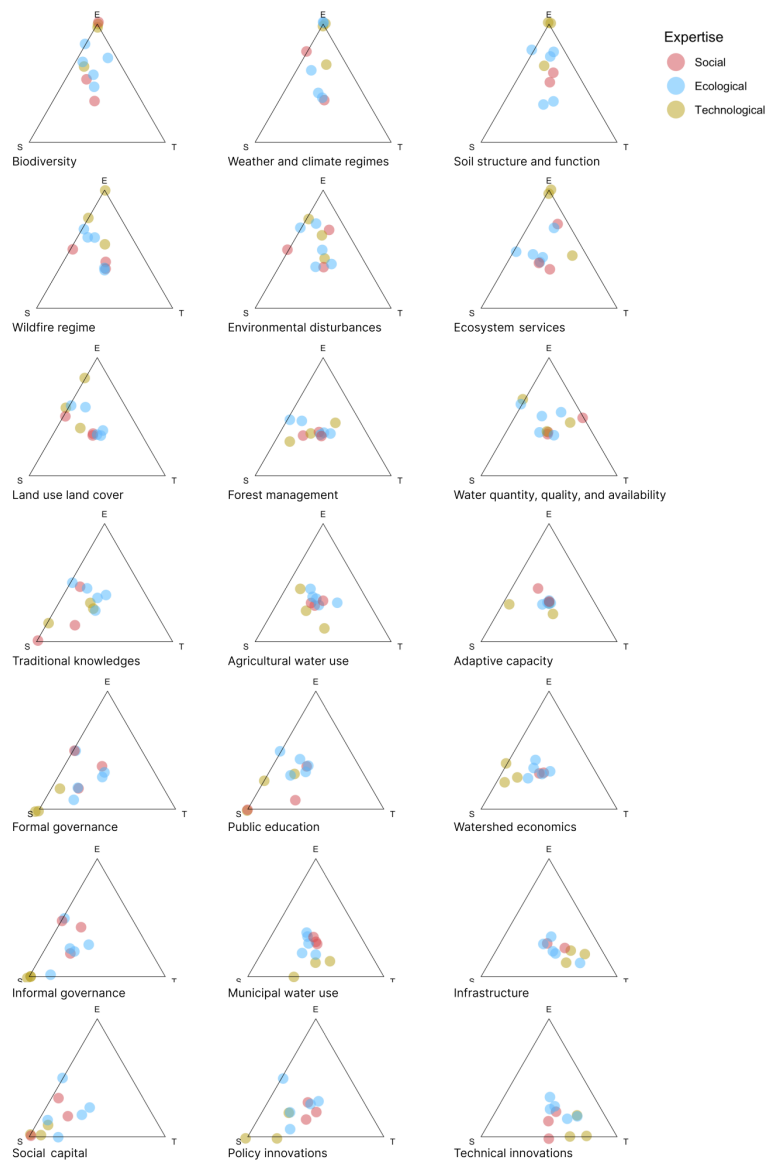 E E E
Expertise
Social
Ecological
Technological
S T S T S T
Biodiversity
Weather and climate regimes
Soil structure and function
E E E
S T S T S T
Wildfire regime
Environmental disturbances
Ecosystem services
E E E
S T S T S T
Land use land cover
Forest management
Water quantity, quality, and availability
E E E
S T S T S T
Traditional knowledges
Agricultural water use
Adaptive capacity
E E E
S T S T S T
Formal governance
Public education
Watershed economics
E E E
S T S T S T
Informal governance
Municipal water use
Infrastructure
E E E
S T S T S T
Social capital
Policy innovations
Technical innovations